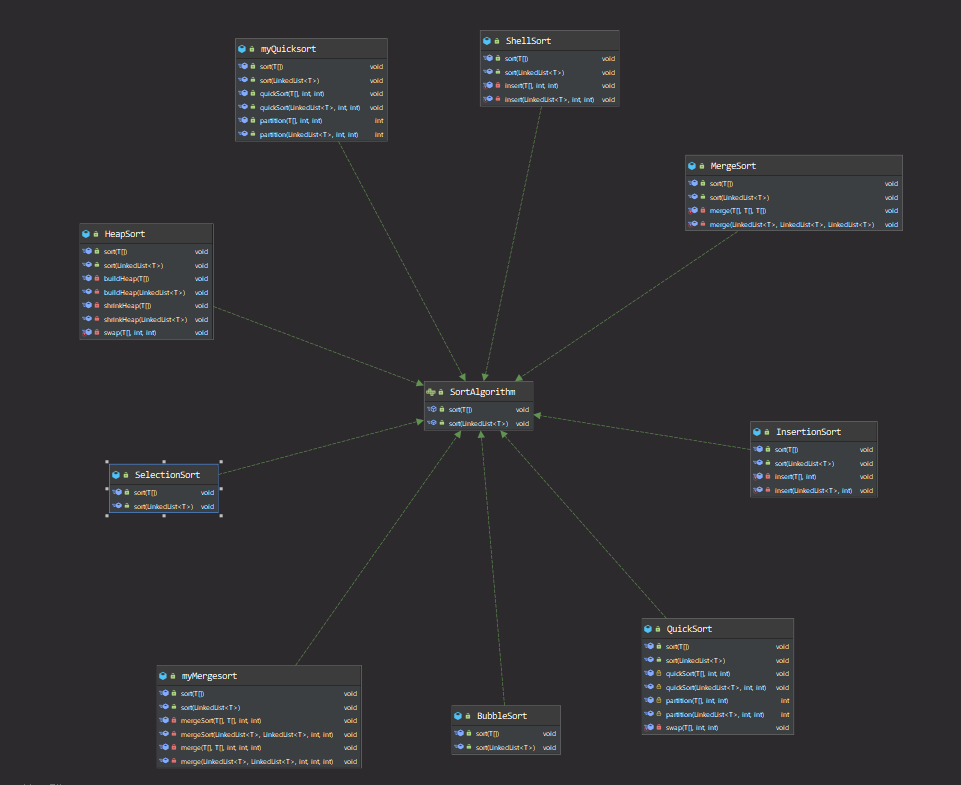 myQuicksort
sort(T[]) void
sort(LinkedList<T>) void
quickSort(T[], int, int) void
quickSort(LinkedList<T>, int, int) void
partition(T[], int, int) int
partition(LinkedList<T>, int, int) int
ShellSort
sort(T[]) void
sort(LinkedList<T>) void
insert(T[], int, int) void
insert(LinkedList<T>, int, int) void
MergeSort
sort(T[]) void
sort(LinkedList<T>) void
merge(T[], T[], T[]) void
merge(LinkedList<T>, LinkedList<T>, LinkedList<T>) void
HeapSort
sort(T[]) void
sort(LinkedList<T>) void
buildHeap(T[]) void
buildHeap(LinkedList<T>) void
shrinkHeap(T[]) void
shrinkHeap(LinkedList<T>) void
swap(T[], int, int) void
SortAlgorithm
sort(T[]) void
sort(LinkedList<T>) void
InsertionSort
sort(T[]) void
sort(LinkedList<T>) void
insert(T[], int) void
insert(LinkedList<T>, int) void
SelectionSort
sort(T[]) void
sort(LinkedList<T>) void
QuickSort
sort(T[]) void
sort(LinkedList<T>) void
quickSort(T[], int, int) void
quickSort(LinkedList<T>, int, int) void
partition(T[], int, int) int
partition(LinkedList<T>, int, int) int
swap(T[], int, int) void
myMergesort
sort(T[]) void
sort(LinkedList<T>) void
mergeSort(T[], T[], int, int) void
mergeSort(LinkedList<T>, LinkedList<T>, int, int) void
merge(T[], T[], int, int, int) void
merge(LinkedList<T>, LinkedList<T>, int, int, int) void
BubbleSort
sort(T[]) void
sort(LinkedList<T>) void